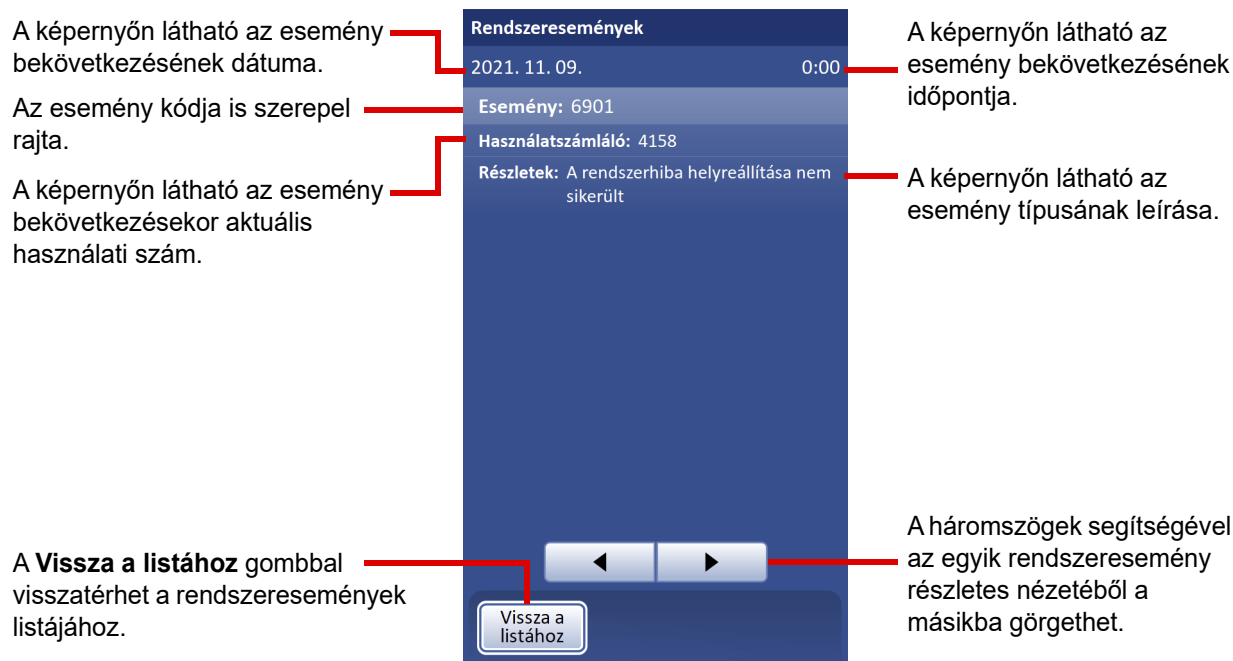 A képernyőn látható az esemény
bekövetkezésének dátuma.
Az esemény kódja is szerepel
rajta.
A képernyőn látható az esemény
bekövetkezésekor aktuális
használati szám.
A Vissza a listához gombbal
visszatérhet a rendszeresemények
listájához.
Rendszeresemények
2021. 11. 09. 0:00
Esemény: 6901
Használatszámláló: 4158
Részletek: A rendszerhiba helyreállítása nem
sikerült
Vissza a
listához
A képernyőn látható az
esemény bekövetkezésének
időpontja.
A képernyőn látható az
esemény típusának leírása.
A háromszögek segítségével
az egyik rendszeresemény
részletes nézetéből a
másikba görgethet.